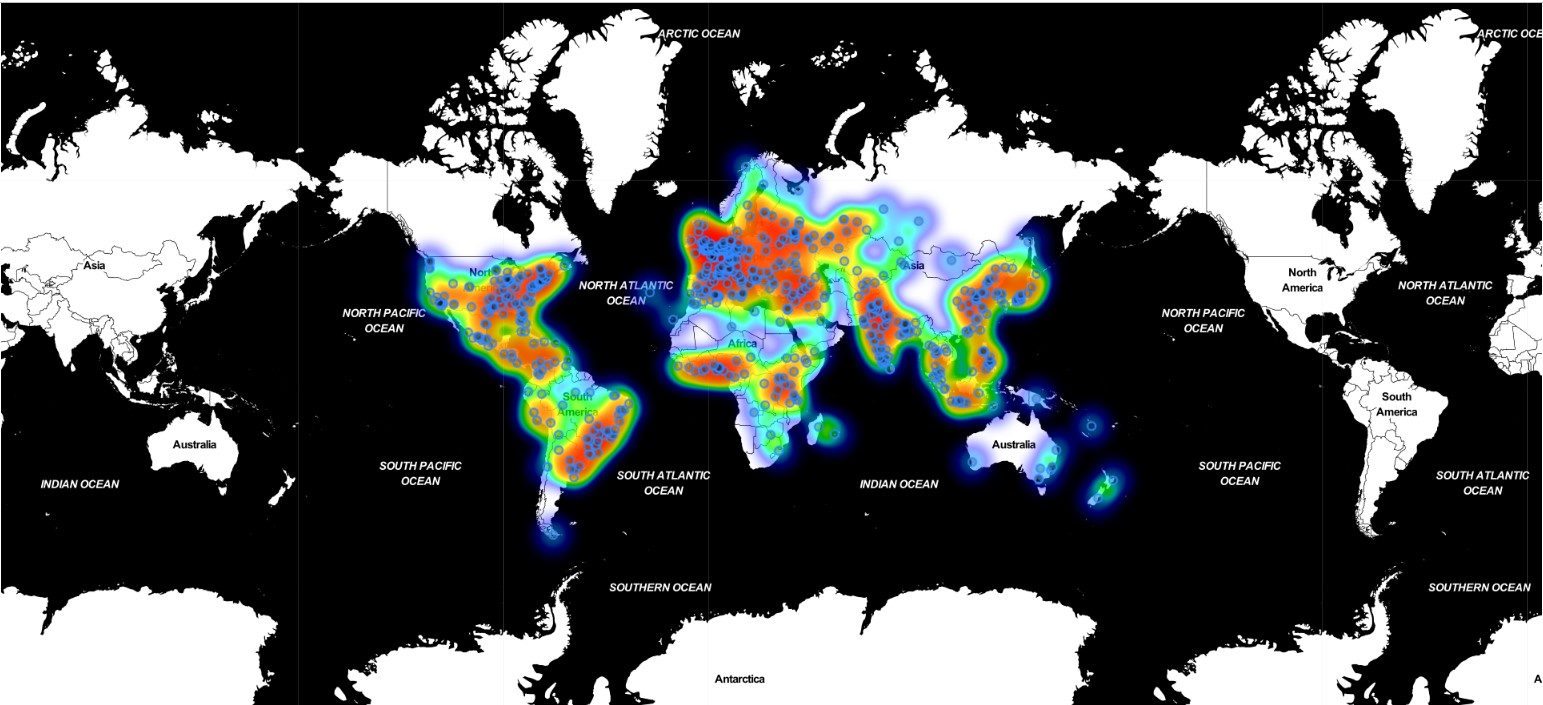 ARCTIC OCEAN
ARCTIC OCE
Asia
North
America
NORTH ATLANTIC
OCEAN
Asia
North
America
NORTH ATLANTIC
OCEAN
NORTH PACIFIC
OCEAN
NORTH PACIFIC
OCEAN
Africa
South
America
South
America
Australia
Australia
INDIAN OCEAN
SOUTH PACIFIC
OCEAN
SOUTH ATLANTIC
OCEAN
INDIAN OCEAN
SOUTH PACIFIC
OCEAN
SOUTH ATLANTIC
OCEAN
SOUTHERN OCEAN
SOUTHERN OCEAN
Antarctica
A